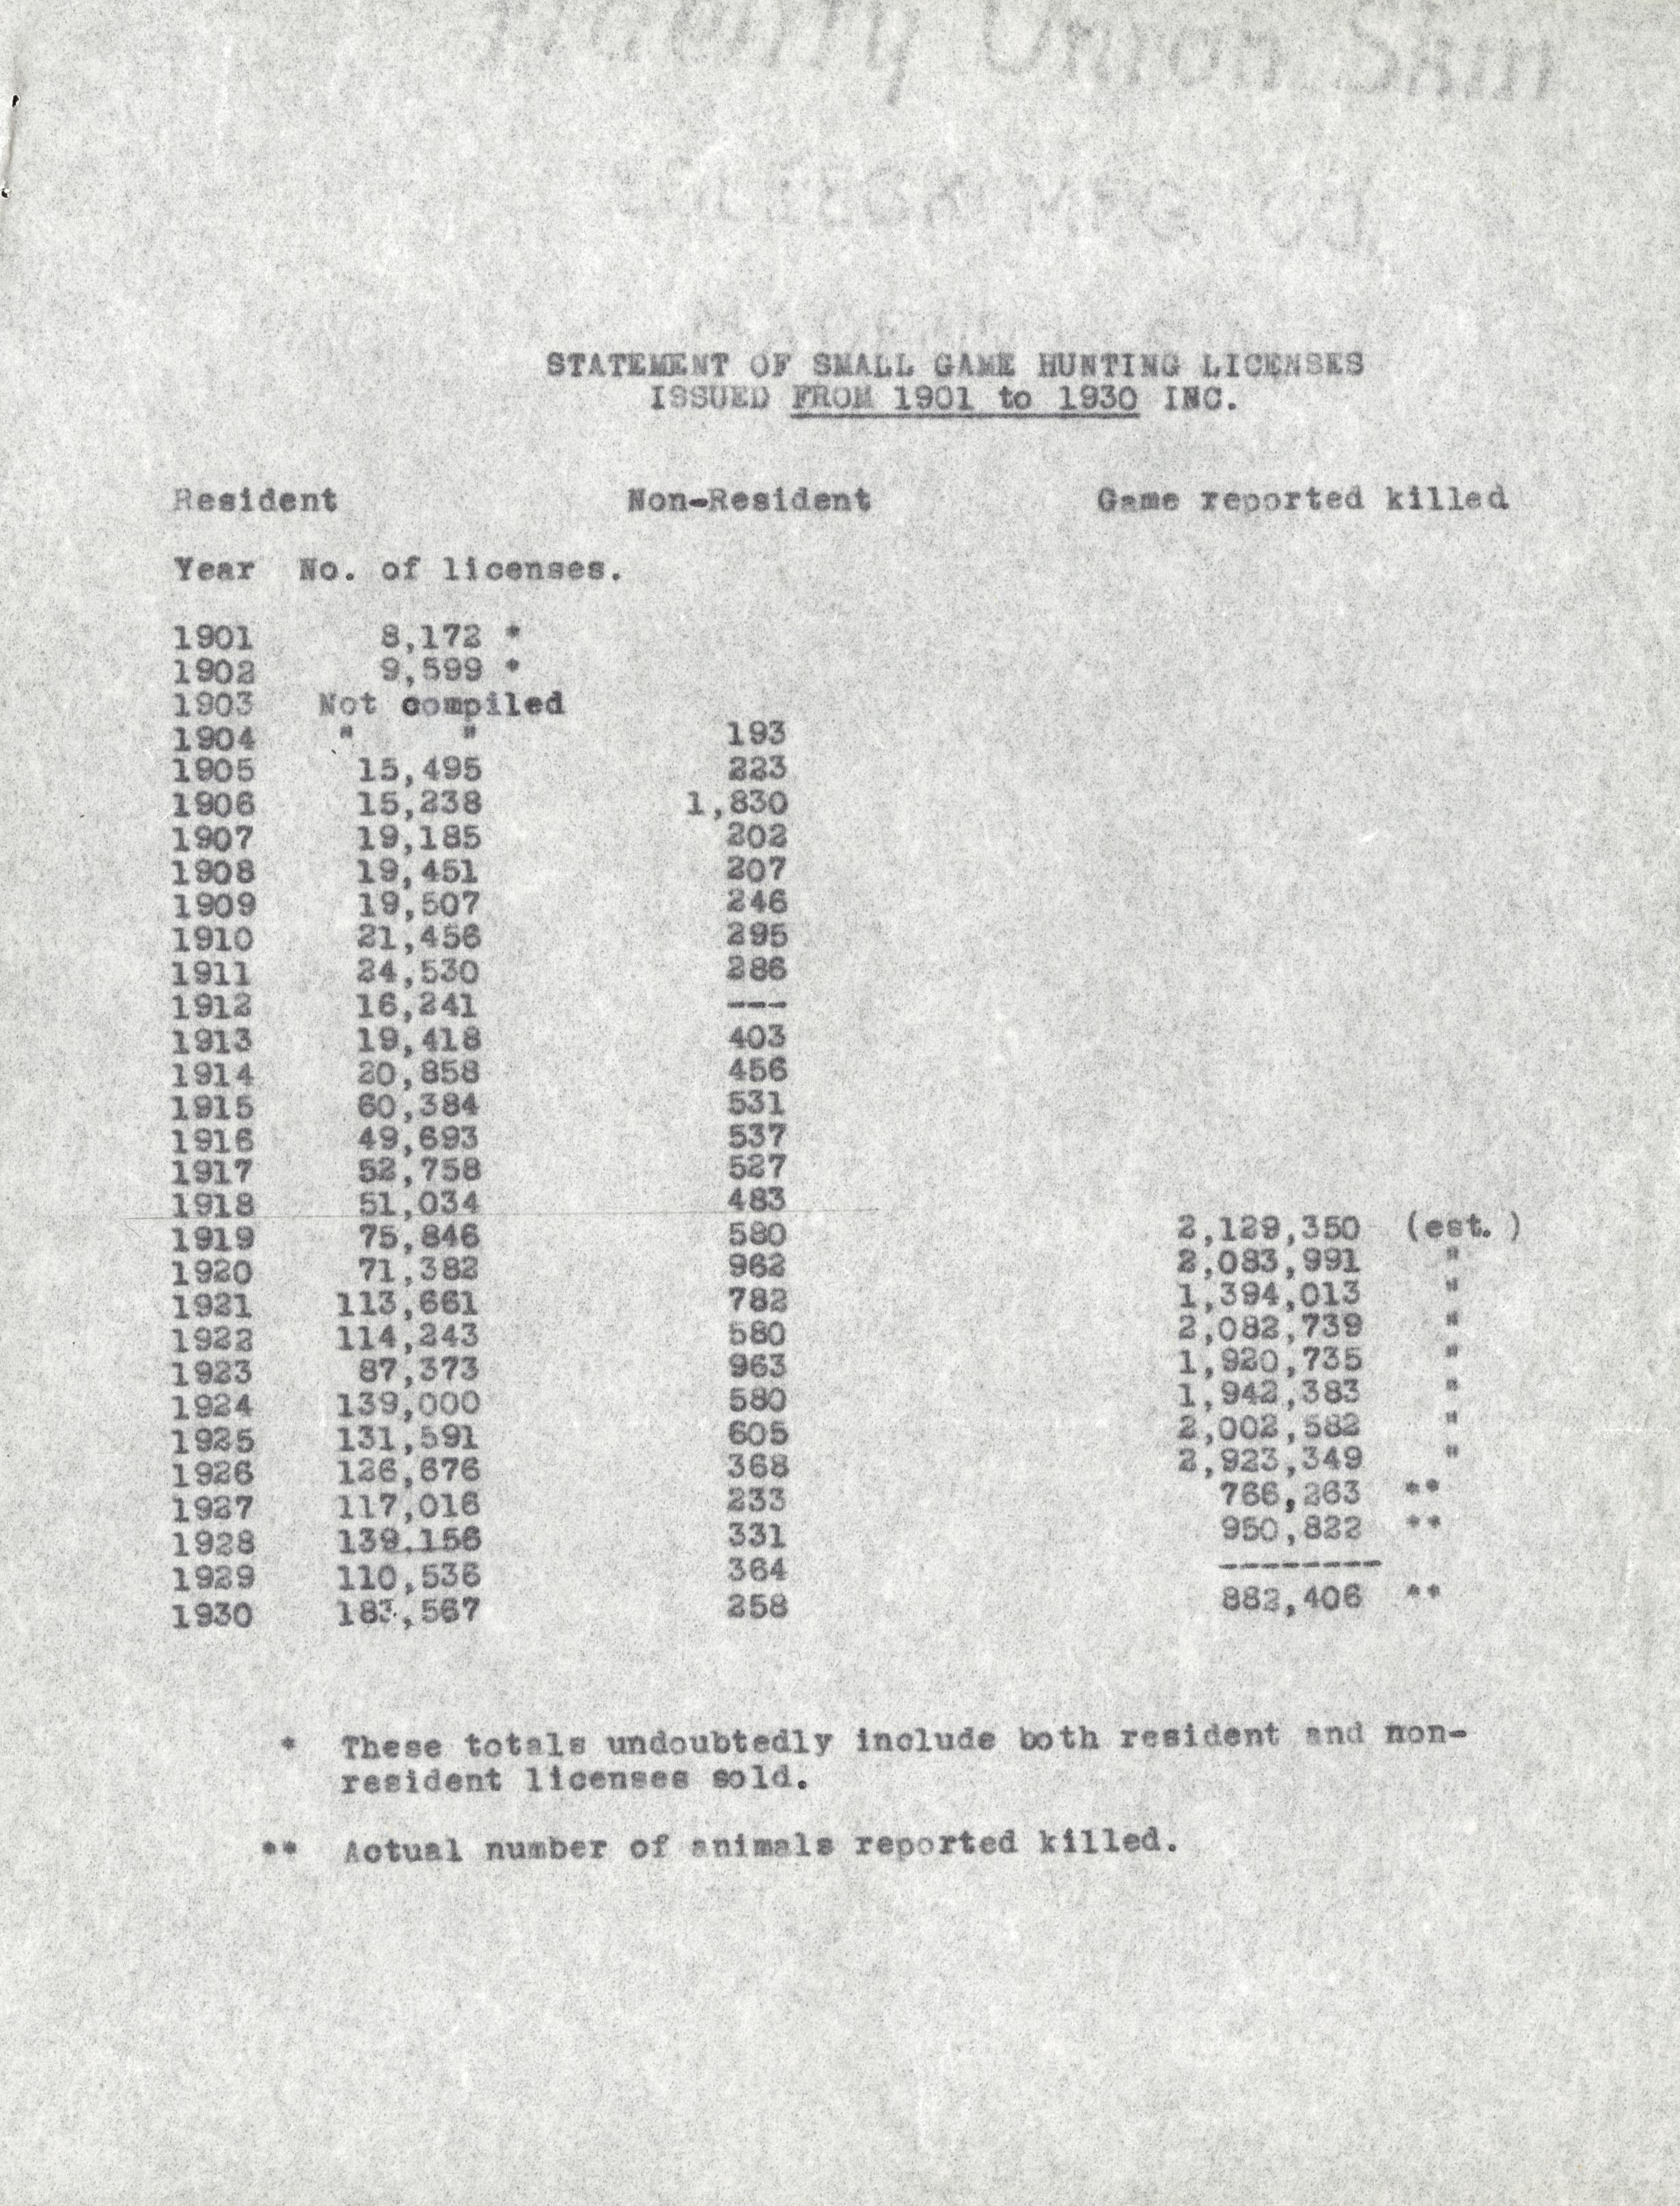 Union Skin
MFG. CO.
STATEMENT OF SMALL GAME HUNTING LICENSES
ISSUED FROM 1901 to 1930 INC.
Resident Non-Resident Game reported killed
Year No. of licenses.
1901 8,172 *
1902 9,599 *
1903 Not compiled
1904 " " 193
1905 15,495 223
1906 15,238 1,830
1907 19,185 202
1908 19,451 207
1909 19,507 246
1910 21,456 295
1911 24,530 286
1912 16,241 ---
1913 19,418 403
1914 20,858 456
1915 60,384 531
1916 49,693 537
1917 52,758 527
1918 51,034 483
1919 75,846 580 2,129,350 (est. )
1920 71,382 962 2,083,991 "
1921 113,661 782 1,394,013 "
1922 114,243 580 2,082,739 "
1923 87,373 963 1,920,735 "
1924 139,000 580 1,942,383 "
1925 131,591 605 2,002,582 "
1926 126,676 368 2,923,349 "
1927 117,016 233 766,263 **
1928 139.156 331 950,822 **
1929 110,536 364 --------
1930 183,567 258 882,406 **
* These totals undoubtedly include both resident and non-
resident licenses sold.
** Actual number of animals reported killed.